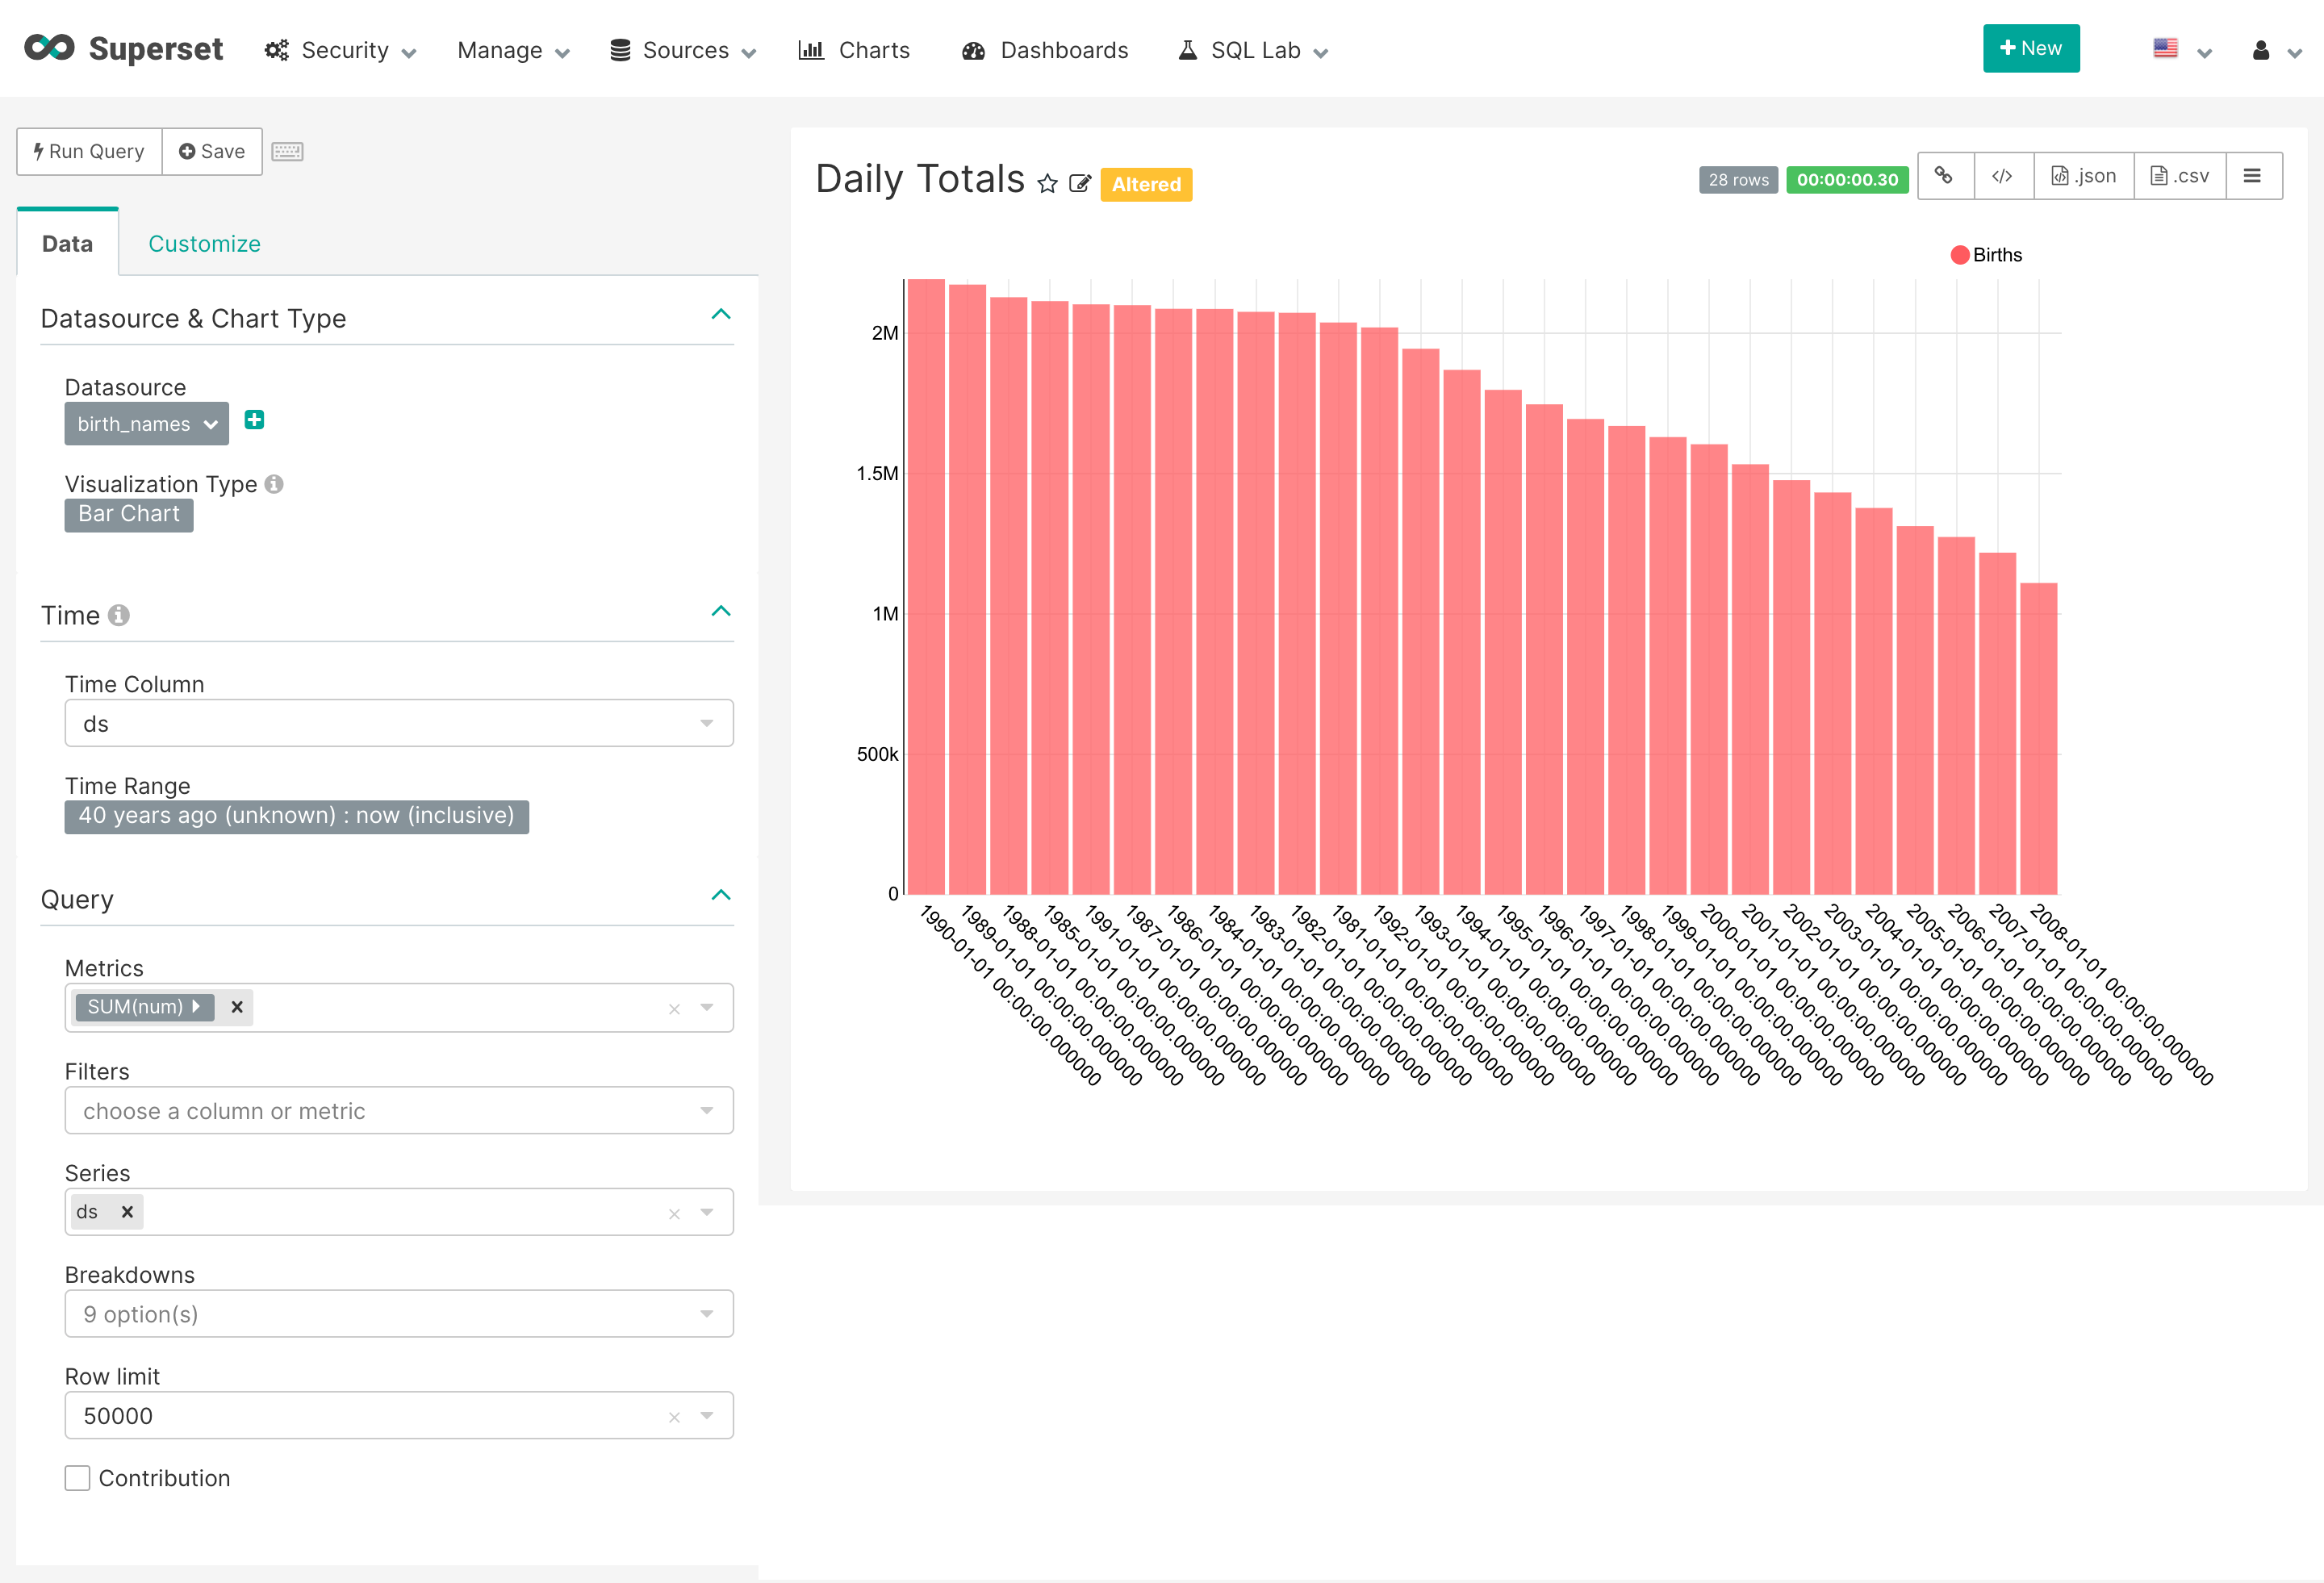 Superset Security Manage Sources Charts Dashboards SQL Lab New
Run Query Save
Data Customize
Datasource & Chart Type
Datasource
birth_names
Visualization Type
Bar Chart
Time
Time Column
ds
Time Range
40 years ago (unknown) : now (inclusive)
Query
Metrics
SUM(num)
Filters
choose a column or metric
Series
ds
Breakdowns
9 option(s)
Row limit
50000
Contribution
Daily Totals Altered 28 rows 00:00:00.30 .json .csv
Births
2M
1.5M
1M
500k
0
1990-01-01 00:00:00.000000
1989-01-01 00:00:00.000000
1988-01-01 00:00:00.000000
1985-01-01 00:00:00.000000
1991-01-01 00:00:00.000000
1987-01-01 00:00:00.000000
1986-01-01 00:00:00.000000
1984-01-01 00:00:00.000000
1983-01-01 00:00:00.000000
1982-01-01 00:00:00.000000
1981-01-01 00:00:00.000000
1992-01-01 00:00:00.000000
1993-01-01 00:00:00.000000
1994-01-01 00:00:00.000000
1995-01-01 00:00:00.000000
1996-01-01 00:00:00.000000
1997-01-01 00:00:00.000000
1998-01-01 00:00:00.000000
1999-01-01 00:00:00.000000
2000-01-01 00:00:00.000000
2001-01-01 00:00:00.000000
2002-01-01 00:00:00.000000
2003-01-01 00:00:00.000000
2004-01-01 00:00:00.000000
2005-01-01 00:00:00.000000
2006-01-01 00:00:00.000000
2007-01-01 00:00:00.000000
2008-01-01 00:00:00.000000